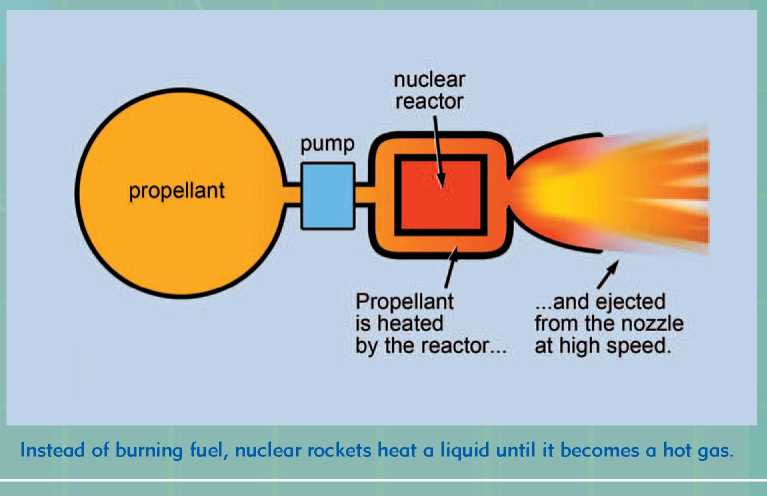 nuclear
reactor
pump
propellant
Propellant
is heated
by the reactor...
...and ejected
from the nozzle
at high speed.
Instead of burning fuel, nuclear rockets heat a liquid until it becomes a hot gas.